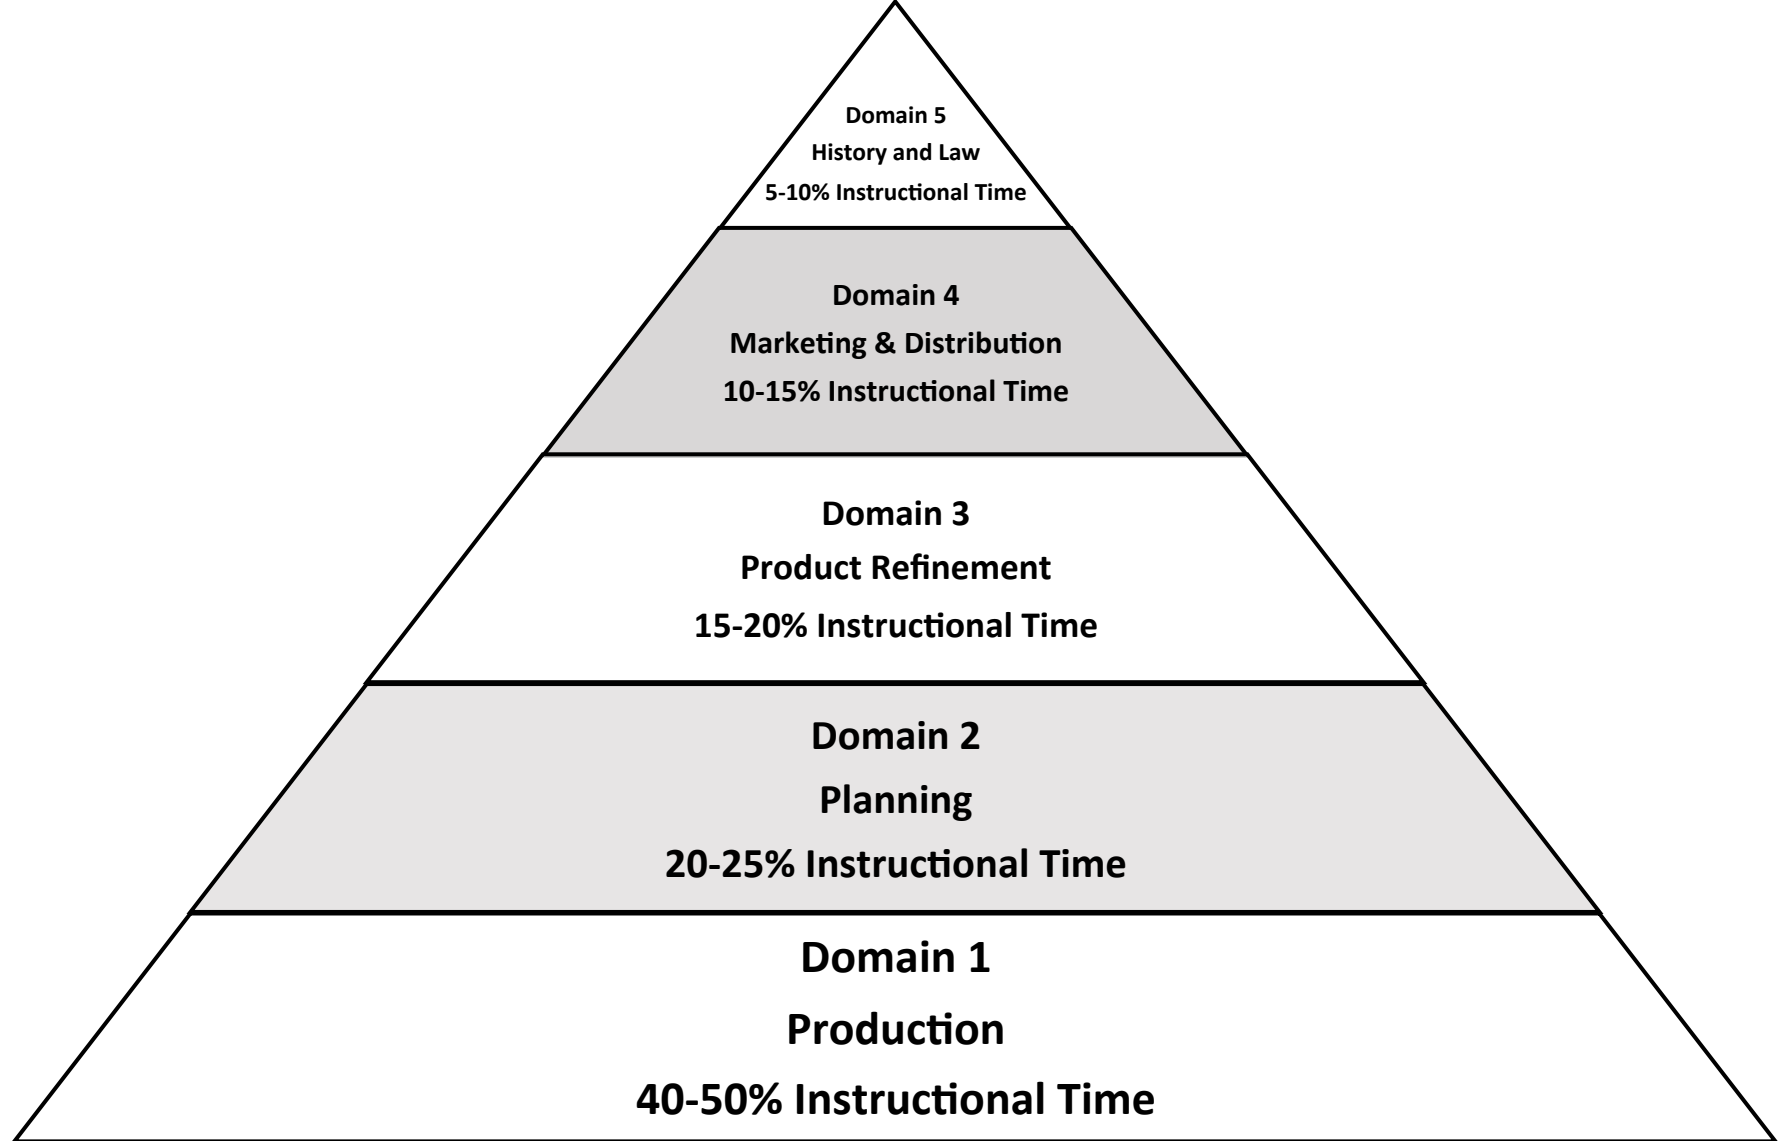 Domain 5
History and Law
5-10% Instructional Time
Domain 4
Marketing & Distribution
10-15% Instructional Time
Domain 3
Product Refinement
15-20% Instructional Time
Domain 2
Planning
20-25% Instructional Time
Domain 1
Production
40-50% Instructional Time